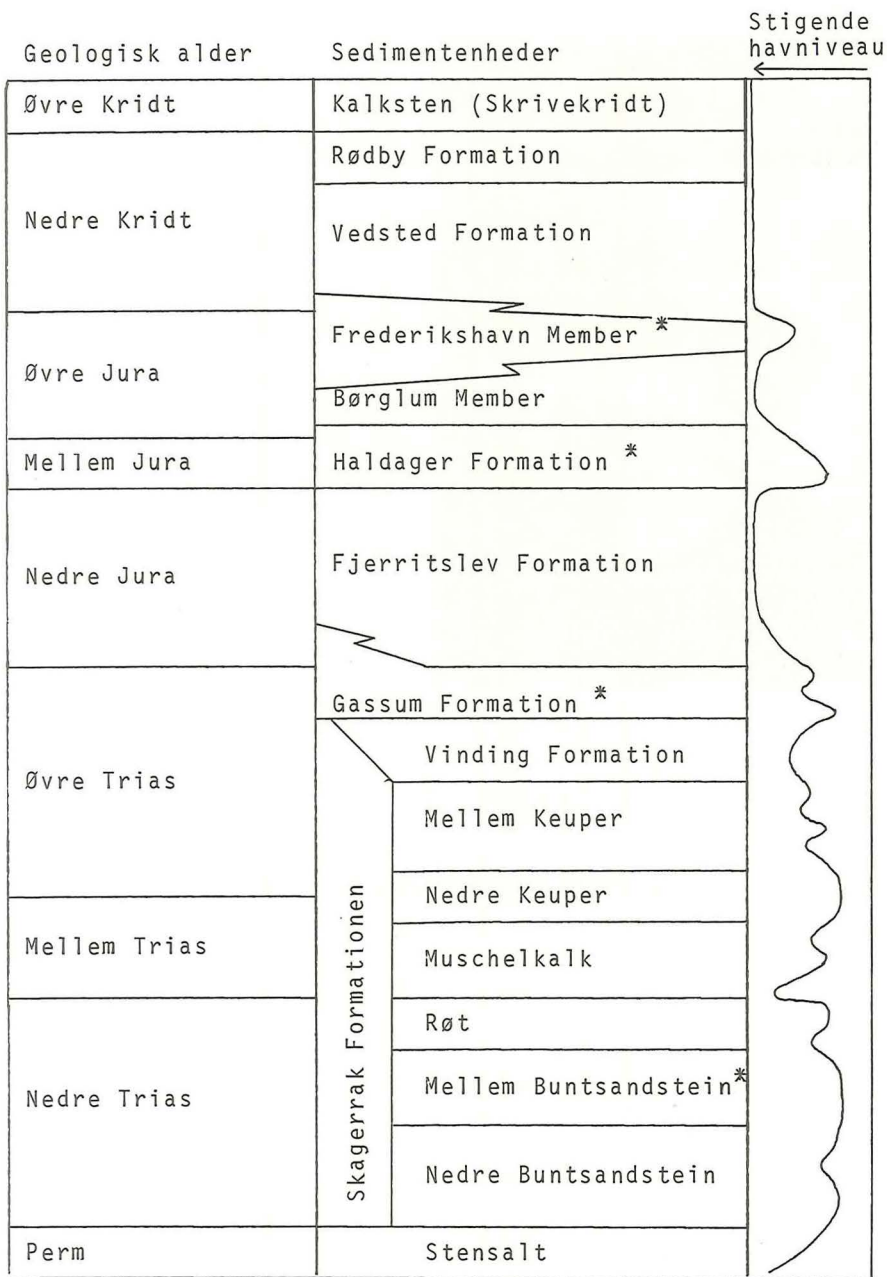 Geologisk alder
Sedimentenheder
Stigende
havniveau
Øvre Kridt
Kalksten (Skrivekridt)
Nedre Kridt
Rødby Formation
Vedsted Formation
Øvre Jura
Frederikshavn Member *
Børglum Member
Mellem Jura
Haldager Formation *
Nedre Jura
Fjerritslev Formation
Øvre Trias
Gassum Formation *
Skagerrak Formationen
Vinding Formation
Mellem Keuper
Nedre Keuper
Mellem Trias
Muschelkalk
Nedre Trias
Røt
Mellem Buntsandstein*
Nedre Buntsandstein
Perm
Stensalt